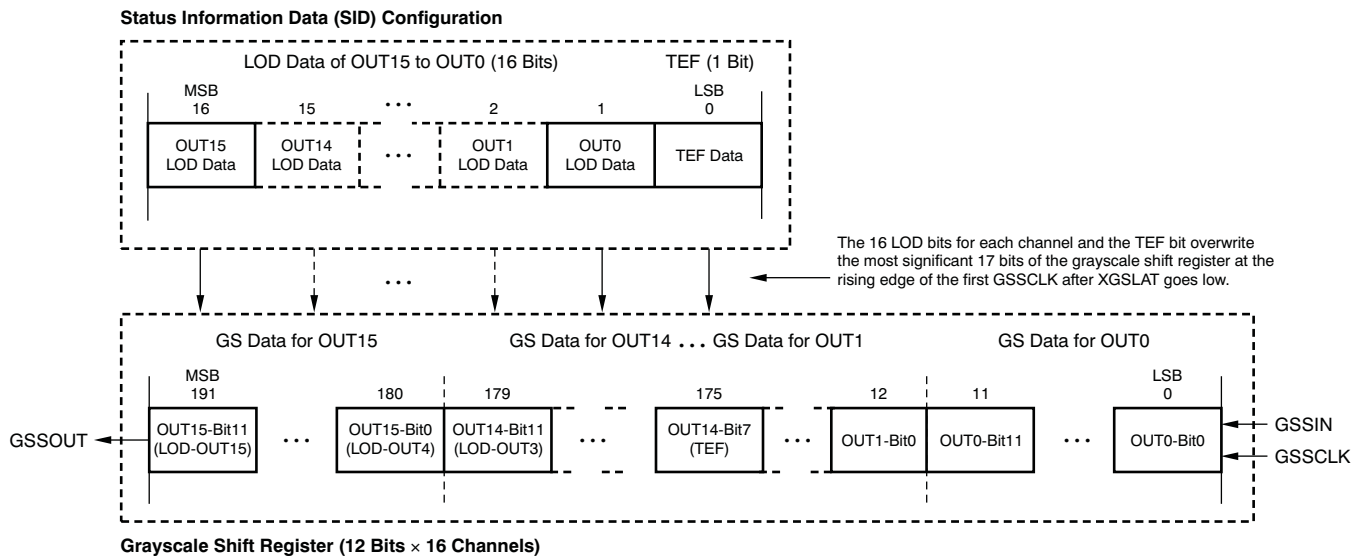 Status Information Data (SID) Configuration
LOD Data of OUT15 to OUT0 (16 Bits) TEF (1 Bit)
MSB LSB
16 15 ••• 2 1 0
OUT15 LOD Data
OUT14 LOD Data
•••
OUT1 LOD Data
OUT0 LOD Data
TEF Data
The 16 LOD bits for each channel and the TEF bit overwrite
the most significant 17 bits of the grayscale shift register at the
rising edge of the first GSSCLK after XGSLAT goes low.
•••
GS Data for OUT15 GS Data for OUT14 ••• GS Data for OUT1 GS Data for OUT0
MSB LSB
191 180 179 175 12 11 0
GSSOUT
OUT15-Bit11 (LOD-OUT15)
•••
OUT15-Bit0 (LOD-OUT4)
OUT14-Bit11 (LOD-OUT3)
•••
OUT14-Bit7 (TEF)
•••
OUT1-Bit0
OUT0-Bit11
•••
OUT0-Bit0
GSSIN
GSSCLK
Grayscale Shift Register (12 Bits × 16 Channels)